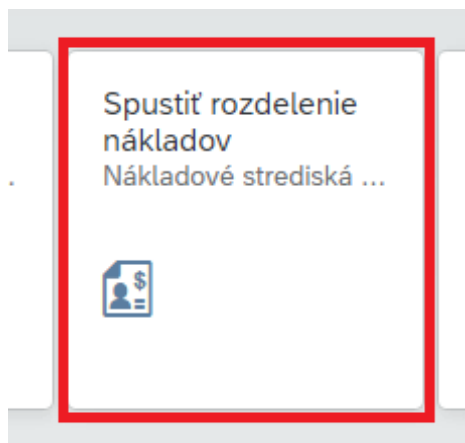 Spustiť rozdelenie
nákladov
Nákladové strediská ...
.
$